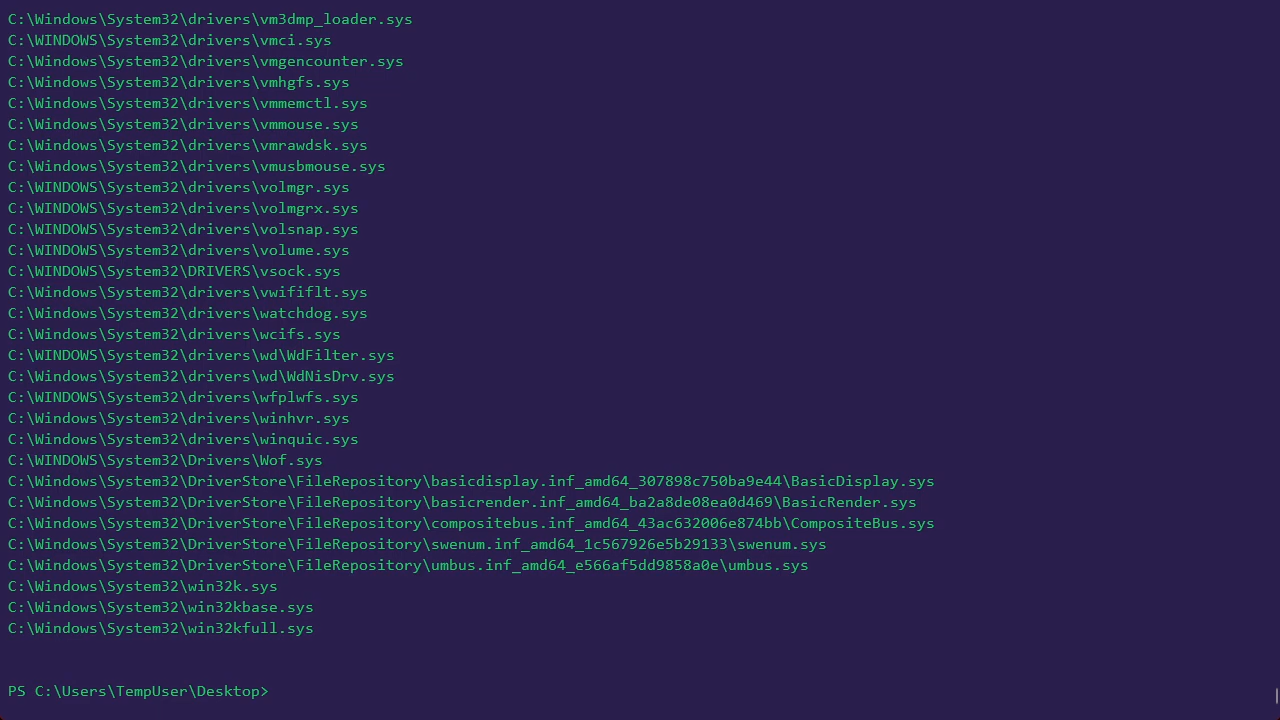 C:\Windows\System32\drivers\vm3dmp_loader.sys
C:\WINDOWS\System32\drivers\vmci.sys
C:\Windows\System32\drivers\vmgencounter.sys
C:\Windows\System32\drivers\vmhgfs.sys
C:\Windows\System32\drivers\vmmemctl.sys
C:\Windows\System32\drivers\vmmouse.sys
C:\Windows\System32\drivers\vmrawdsk.sys
C:\Windows\System32\drivers\vmusbmouse.sys
C:\WINDOWS\System32\drivers\volmgr.sys
C:\WINDOWS\System32\drivers\volmgrx.sys
C:\WINDOWS\System32\drivers\volsnap.sys
C:\WINDOWS\System32\drivers\volume.sys
C:\WINDOWS\System32\DRIVERS\vsock.sys
C:\Windows\System32\drivers\vwififlt.sys
C:\Windows\System32\drivers\watchdog.sys
C:\Windows\System32\drivers\wcifs.sys
C:\WINDOWS\System32\drivers\wd\WdFilter.sys
C:\Windows\System32\drivers\wd\WdNisDrv.sys
C:\WINDOWS\System32\drivers\wfplwfs.sys
C:\Windows\System32\drivers\winhvr.sys
C:\Windows\System32\drivers\winquic.sys
C:\WINDOWS\System32\Drivers\Wof.sys
C:\Windows\System32\DriverStore\FileRepository\basicdisplay.inf_amd64_307898c750ba9e44\BasicDisplay.sys
C:\Windows\System32\DriverStore\FileRepository\basicrender.inf_amd64_ba2a8de08ea0d469\BasicRender.sys
C:\Windows\System32\DriverStore\FileRepository\compositebus.inf_amd64_43ac632006e874bb\CompositeBus.sys
C:\Windows\System32\DriverStore\FileRepository\swenum.inf_amd64_1c567926e5b29133\swenum.sys
C:\Windows\System32\DriverStore\FileRepository\umbus.inf_amd64_e566af5dd9858a0e\umbus.sys
C:\Windows\System32\win32k.sys
C:\Windows\System32\win32kbase.sys
C:\Windows\System32\win32kfull.sys
PS C:\Users\TempUser\Desktop>